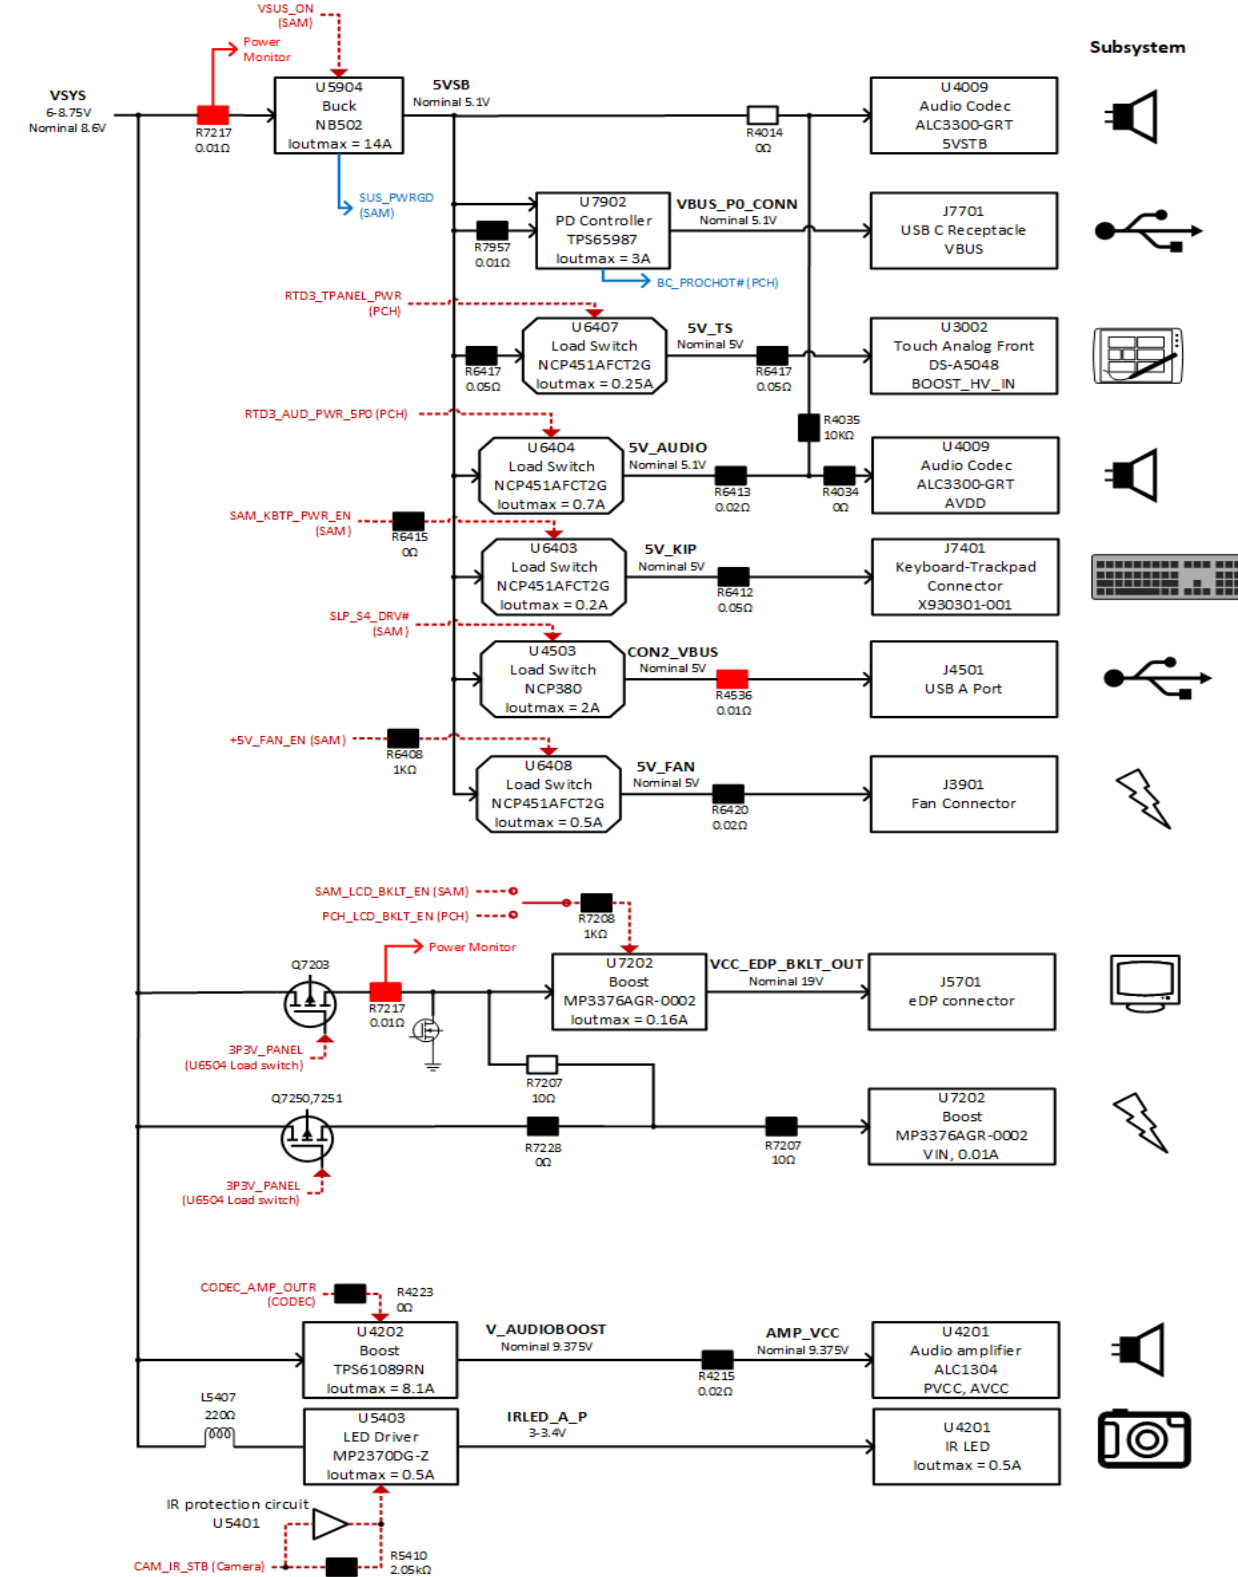 VSUS_ON
(SAM)
Power
Monitor
Subsystem
VSYS
6-8.75V
Nominal 8.6V
R7217
0.01Ω
U5904
Buck
NB502
Ioutmax = 14A
5VSB
Nominal 5.1V
R4014
0Ω
U4009
Audio Codec
ALC3300-GRT
5VSTB
SUS_PWRGD
(SAM)
R7957
0.01Ω
U7902
PD Controller
TPS65987
Ioutmax = 3A
VBUS_P0_CONN
Nominal 5.1V
J7701
USB C Receptacle
VBUS
BC_PROCHOT# (PCH)
RTD3_TPANEL_PWR
(PCH)
R6417
0.05Ω
U6407
Load Switch
NCP451AFCT2G
Ioutmax = 0.25A
5V_TS
Nominal 5V
R6417
0.05Ω
U3002
Touch Analog Front
DS-A5048
BOOST_HV_IN
RTD3_AUD_PWR_5P0 (PCH)
R4035
10KΩ
U6404
Load Switch
NCP451AFCT2G
Ioutmax = 0.7A
5V_AUDIO
Nominal 5.1V
R6413
0.02Ω
R4034
0Ω
U4009
Audio Codec
ALC3300-GRT
AVDD
SAM_KBTP_PWR_EN
(SAM)
R6415
0Ω
U6403
Load Switch
NCP451AFCT2G
Ioutmax = 0.2A
5V_KIP
Nominal 5V
R6412
0.05Ω
J7401
Keyboard-Trackpad
Connector
X930301-001
SLP_S4_DRV#
(SAM)
U4503
Load Switch
NCP380
Ioutmax = 2A
CON2_VBUS
Nominal 5V
R4536
0.01Ω
J4501
USB A Port
+5V_FAN_EN (SAM)
R6408
1KΩ
U6408
Load Switch
NCP451AFCT2G
Ioutmax = 0.5A
5V_FAN
Nominal 5V
R6420
0.02Ω
J3901
Fan Connector
SAM_LCD_BKLT_EN (SAM)
PCH_LCD_BKLT_EN (PCH)
R7208
1KΩ
Power Monitor
Q7203
R7217
0.01Ω
U7202
Boost
MP3376AGR-0002
Ioutmax = 0.16A
VCC_EDP_BKLT_OUT
Nominal 19V
J5701
eDP connector
3P3V_PANEL
(U6504 Load switch)
R7207
10Ω
Q7250,7251
R7228
0Ω
R7207
10Ω
U7202
Boost
MP3376AGR-0002
VIN, 0.01A
3P3V_PANEL
(U6504 Load switch)
CODEC_AMP_OUTR
(CODEC)
R4223
0Ω
U4202
Boost
TPS61089RN
Ioutmax = 8.1A
V_AUDIOBOOST
Nominal 9.375V
R4215
0.02Ω
AMP_VCC
Nominal 9.375V
U4201
Audio amplifier
ALC1304
PVCC, AVCC
L5407
220Ω
U5403
LED Driver
MP2370DG-Z
Ioutmax = 0.5A
IRLED_A_P
3-3.4V
U4201
IR LED
Ioutmax = 0.5A
IR protection circuit
U5401
CAM_IR_STB (Camera)
R5410
2.05kΩ